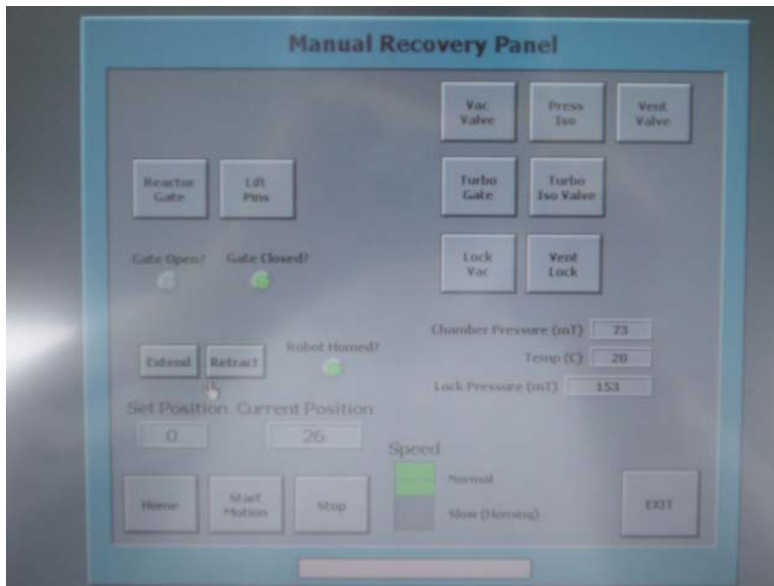 Manual Recovery Panel
Vac
Valve
Press
Iso
Vent
Valve
Reactor
Gate
Lift
Pins
Turbo
Gate
Turbo
Iso Valve
Gate Open?
Gate Closed?
Lock
Vac
Vent
Lock
Chamber Pressure (mT) 73
Temp (C) 20
Lock Pressure (mT) 153
Extend
Retract
Robot Homed?
Set Position
Current Position
0
26
Speed
Normal
Slow (Homing)
Home
Start
Motion
Stop
EXIT